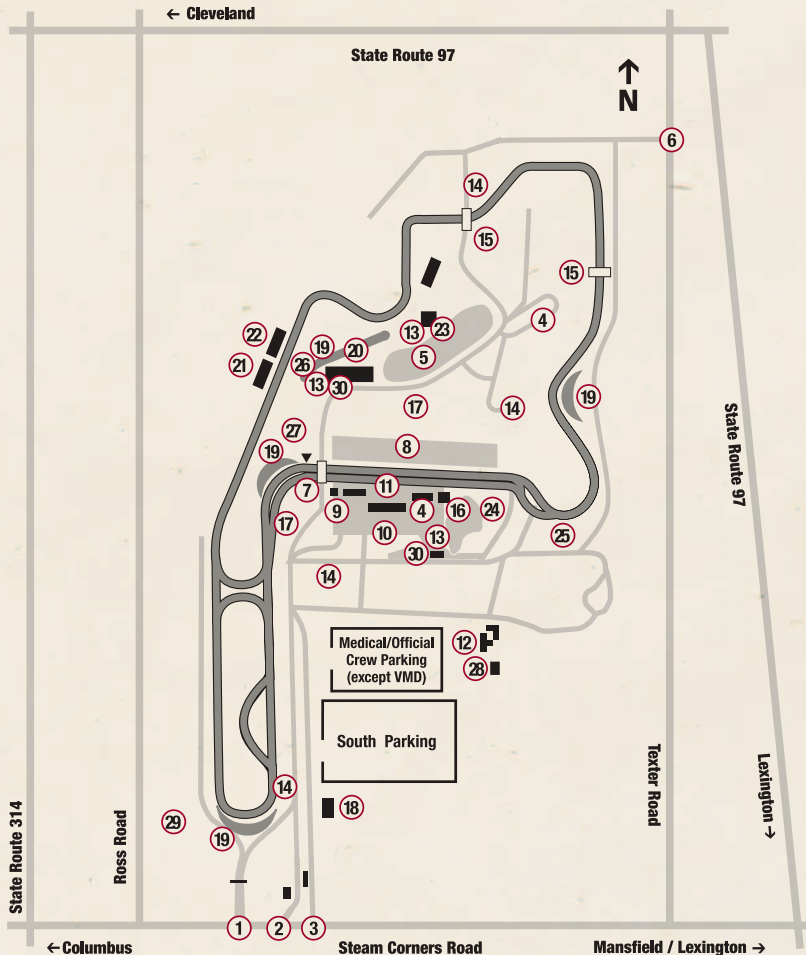 ← Cleveland
State Route 97
↑
N
6
14
15
15
4
22
21
19
20
26
13
30
13
23
5
17
14
19
27
19
8
7
11
9
4
16
24
17
10
13
25
30
14
Medical/Official
Crew Parking
(except VMD)
12
28
South Parking
14
18
29
19
State Route 314
Ross Road
Texter Road
State Route 97
Lexington →
1
2
3
← Columbus
Steam Corners Road
Mansfield / Lexington →